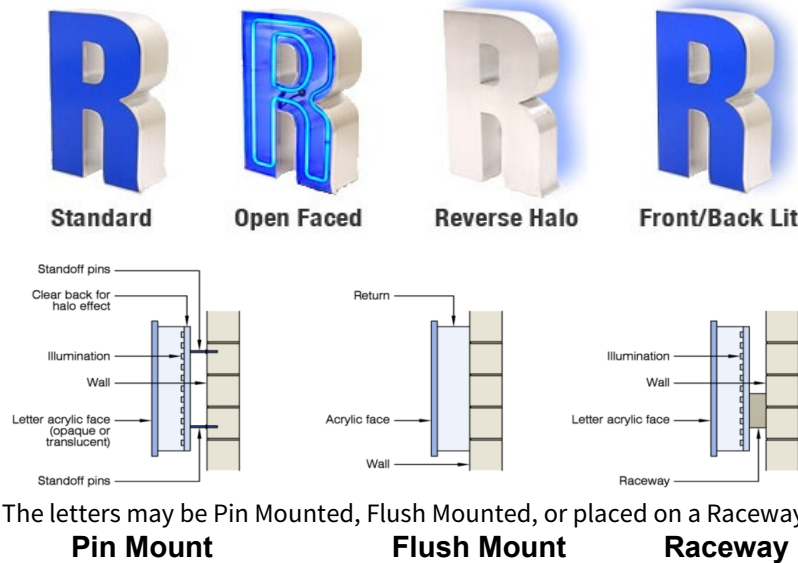 R R R R
Standard Open Faced Reverse Halo Front/Back Lit
Standoff pins
Clear back for
halo effect
Illumination
Wall
Letter acrylic face
(opaque or
translucent)
Standoff pins
Return
Acrylic face
Wall
Illumination
Wall
Letter acrylic face
Raceway
The letters may be Pin Mounted, Flush Mounted, or placed on a Raceway
Pin Mount Flush Mount Raceway